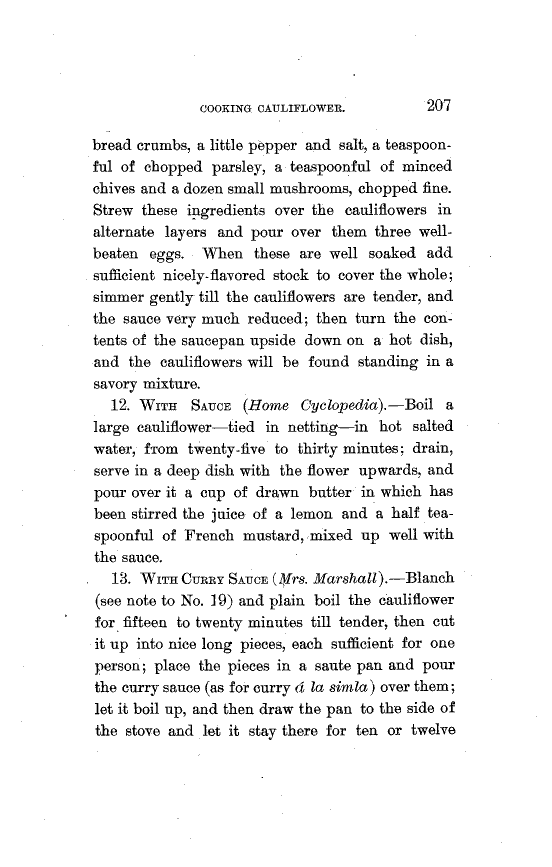 COOKING CAULIFLOWER. 207
bread crumbs, a little pepper and salt, a teaspoon-
ful of chopped parsley, a teaspoonful of minced
chives and a dozen small mushrooms, chopped fine.
Strew these ingredients over the cauliflowers in
alternate layers and pour over them three well-
beaten eggs. When these are well soaked add
sufficient nicely-flavored stock to cover the whole;
simmer gently till the cauliflowers are tender, and
the sauce very much reduced; then turn the con-
tents of the saucepan upside down on a hot dish,
and the cauliflowers will be found standing in a
savory mixture.
12. WITH SAUCE (Home Cyclopedia).—Boil a
large cauliflower—tied in netting—in hot salted
water, from twenty-five to thirty minutes; drain,
serve in a deep dish with the flower upwards, and
pour over it a cup of drawn butter in which has
been stirred the juice of a lemon and a half tea-
spoonful of French mustard, mixed up well with
the sauce.
13. WITH CURRY SAUCE (Mrs. Marshall).—Blanch
(see note to No. 19) and plain boil the cauliflower
for fifteen to twenty minutes till tender, then cut
it up into nice long pieces, each sufficient for one
person; place the pieces in a saute pan and pour
the curry sauce (as for curry á la simla) over them;
let it boil up, and then draw the pan to the side of
the stove and let it stay there for ten or twelve